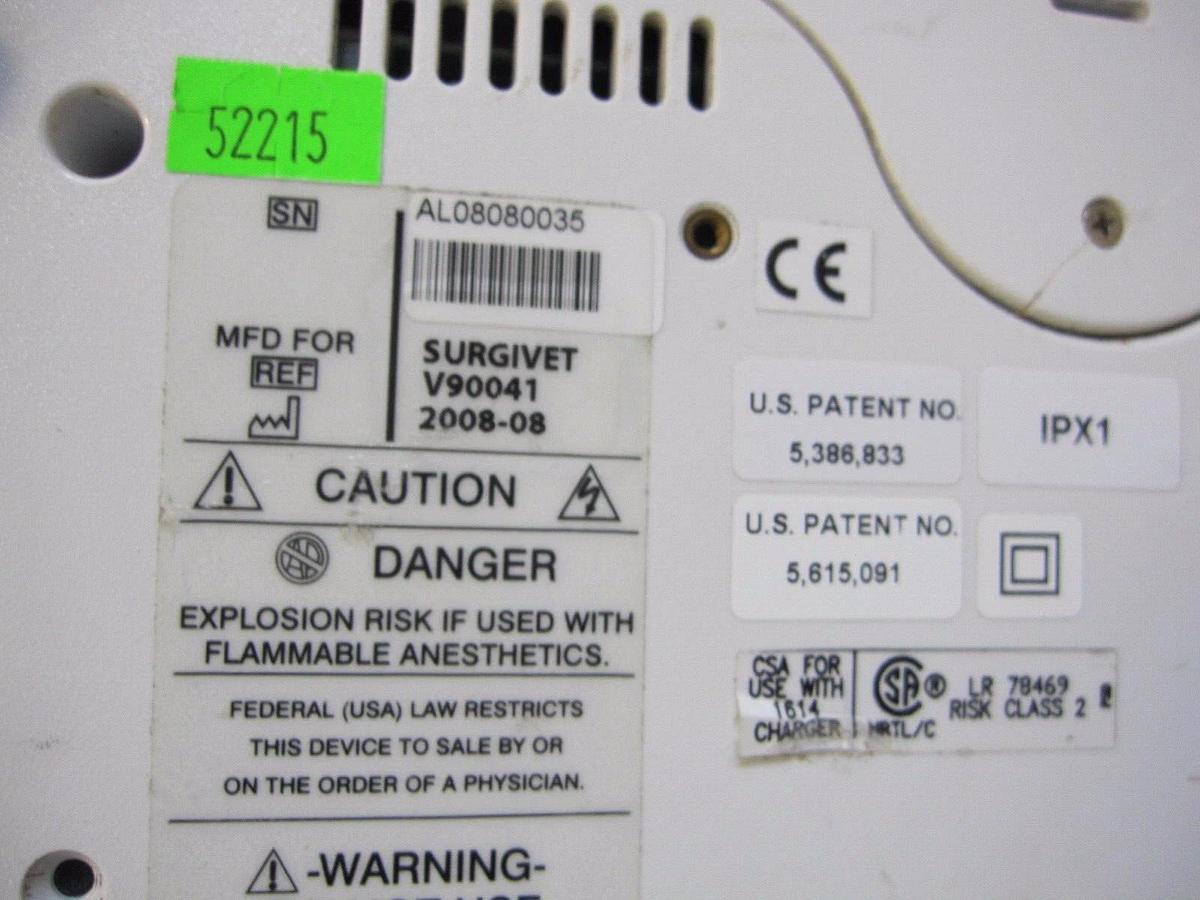 52215
SN
AL08080035
MFD FOR
SURGIVET
REF
V90041
2008-08
CAUTION
DANGER
EXPLOSION RISK IF USED WITH
FLAMMABLE ANESTHETICS.
FEDERAL (USA) LAW RESTRICTS
THIS DEVICE TO SALE BY OR
ON THE ORDER OF A PHYSICIAN.
-WARNING-
CE
U.S. PATENT NO.
5,386,833
IPX1
U.S. PATENT NO.
5,615,091
CSA FOR
USE WITH
1614
CHARGER
SA®
LR 78469
RISK CLASS 2
NRTL/C